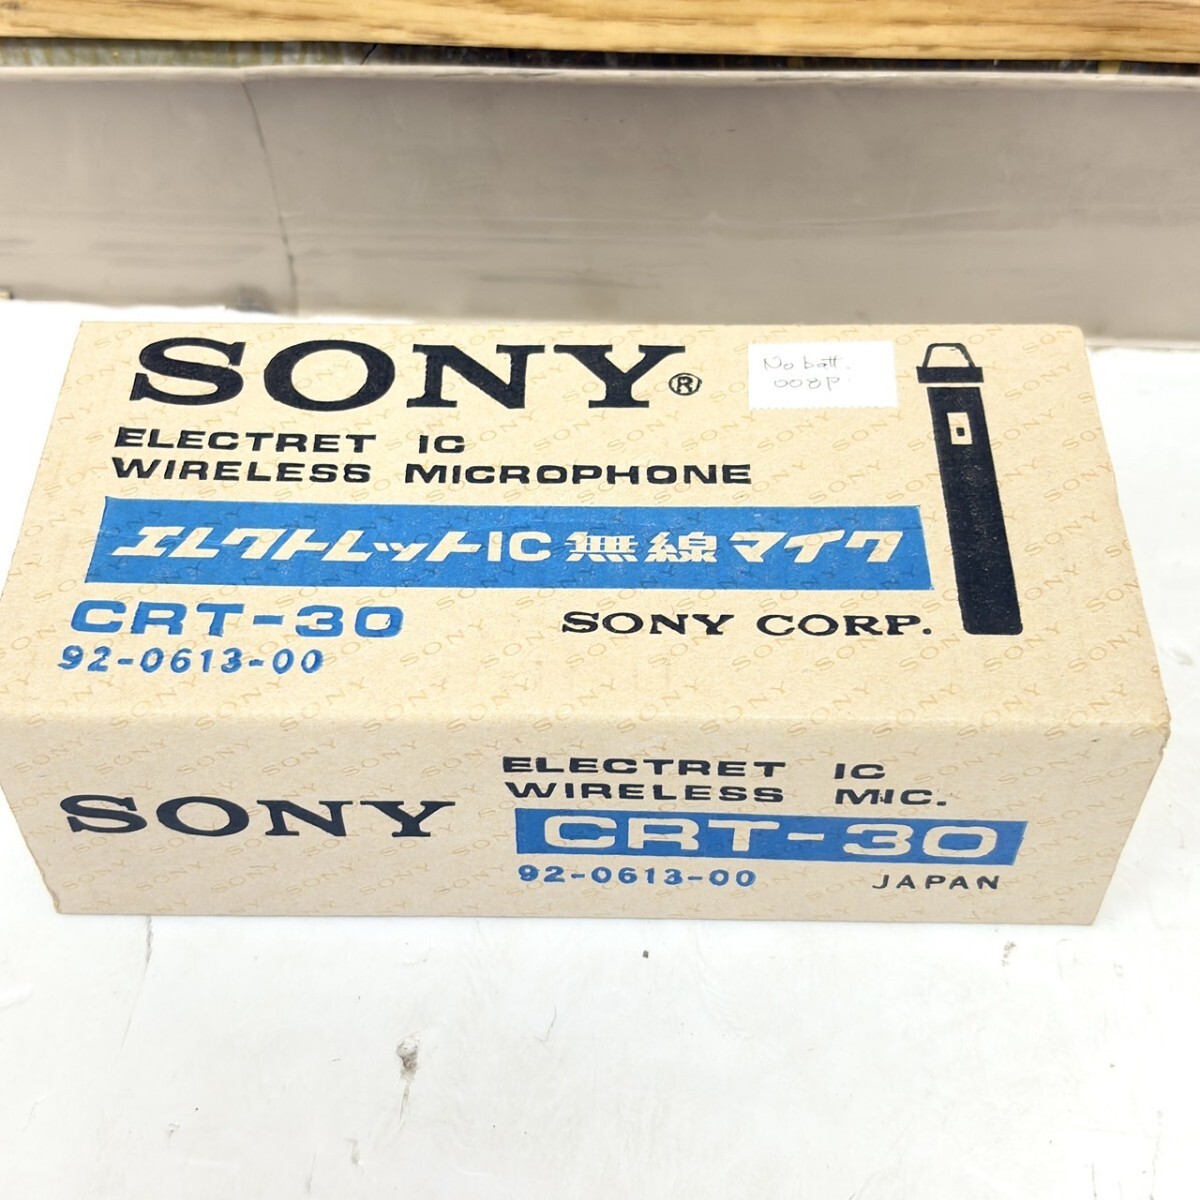 SONY®
No batt.
008P
ELECTRET IC
WIRELESS MICROPHONE
エレクトレットIC 無線マイク
CRT-30
SONY CORP.
92-0613-00
SONY
ELECTRET IC
WIRELESS MIC.
CRT-30
92-0613-00
JAPAN